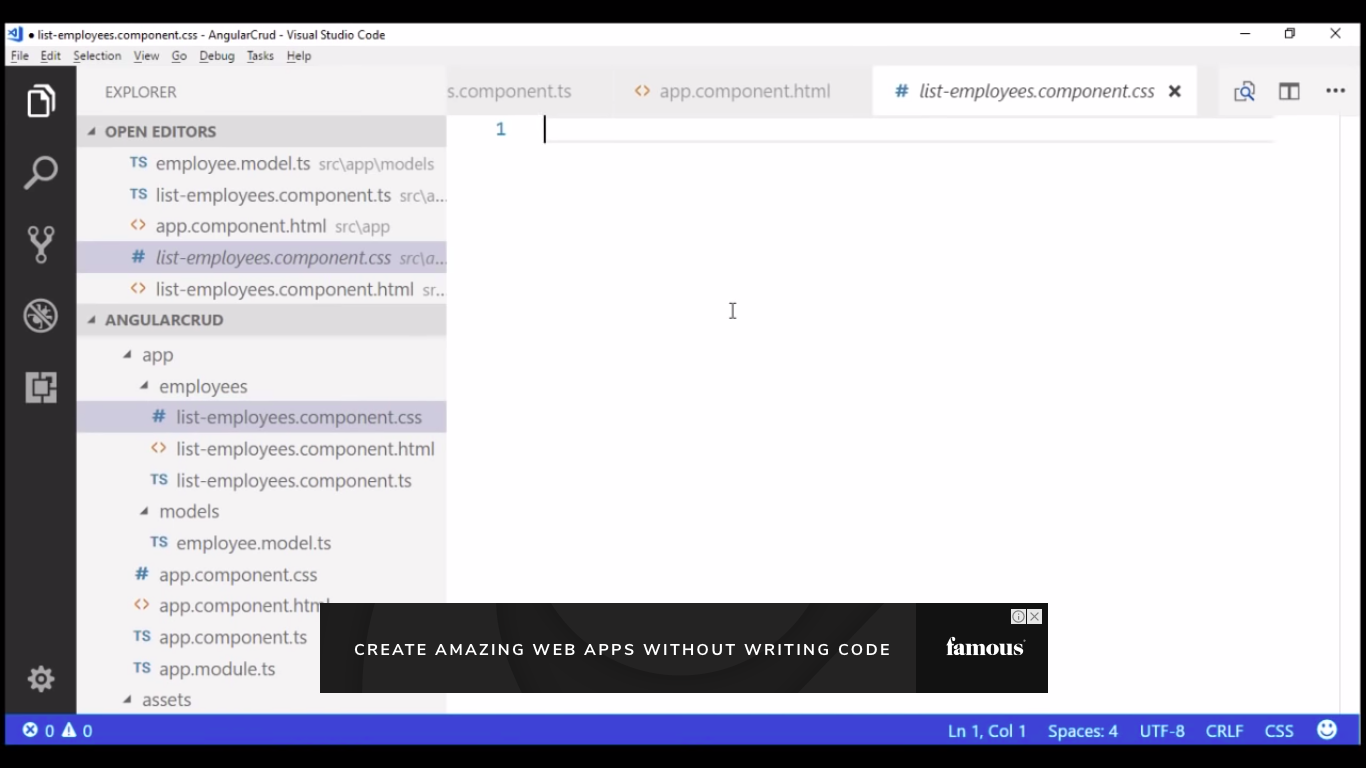 ● list-employees.component.css - AngularCrud - Visual Studio Code
File Edit Selection View Go Debug Tasks Help
EXPLORER
s.component.ts
app.component.html
list-employees.component.css
OPEN EDITORS
1
TS employee.model.ts src\app\models
TS list-employees.component.ts src\a...
<> app.component.html src\app
# list-employees.component.css src\a...
<> list-employees.component.html sr...
ANGULARCRUD
app
employees
# list-employees.component.css
<> list-employees.component.html
TS list-employees.component.ts
models
TS employee.model.ts
# app.component.css
<> app.component.html
TS app.component.ts
TS app.module.ts
assets
CREATE AMAZING WEB APPS WITHOUT WRITING CODE
famous
0 0
Ln 1, Col 1 Spaces: 4 UTF-8 CRLF CSS